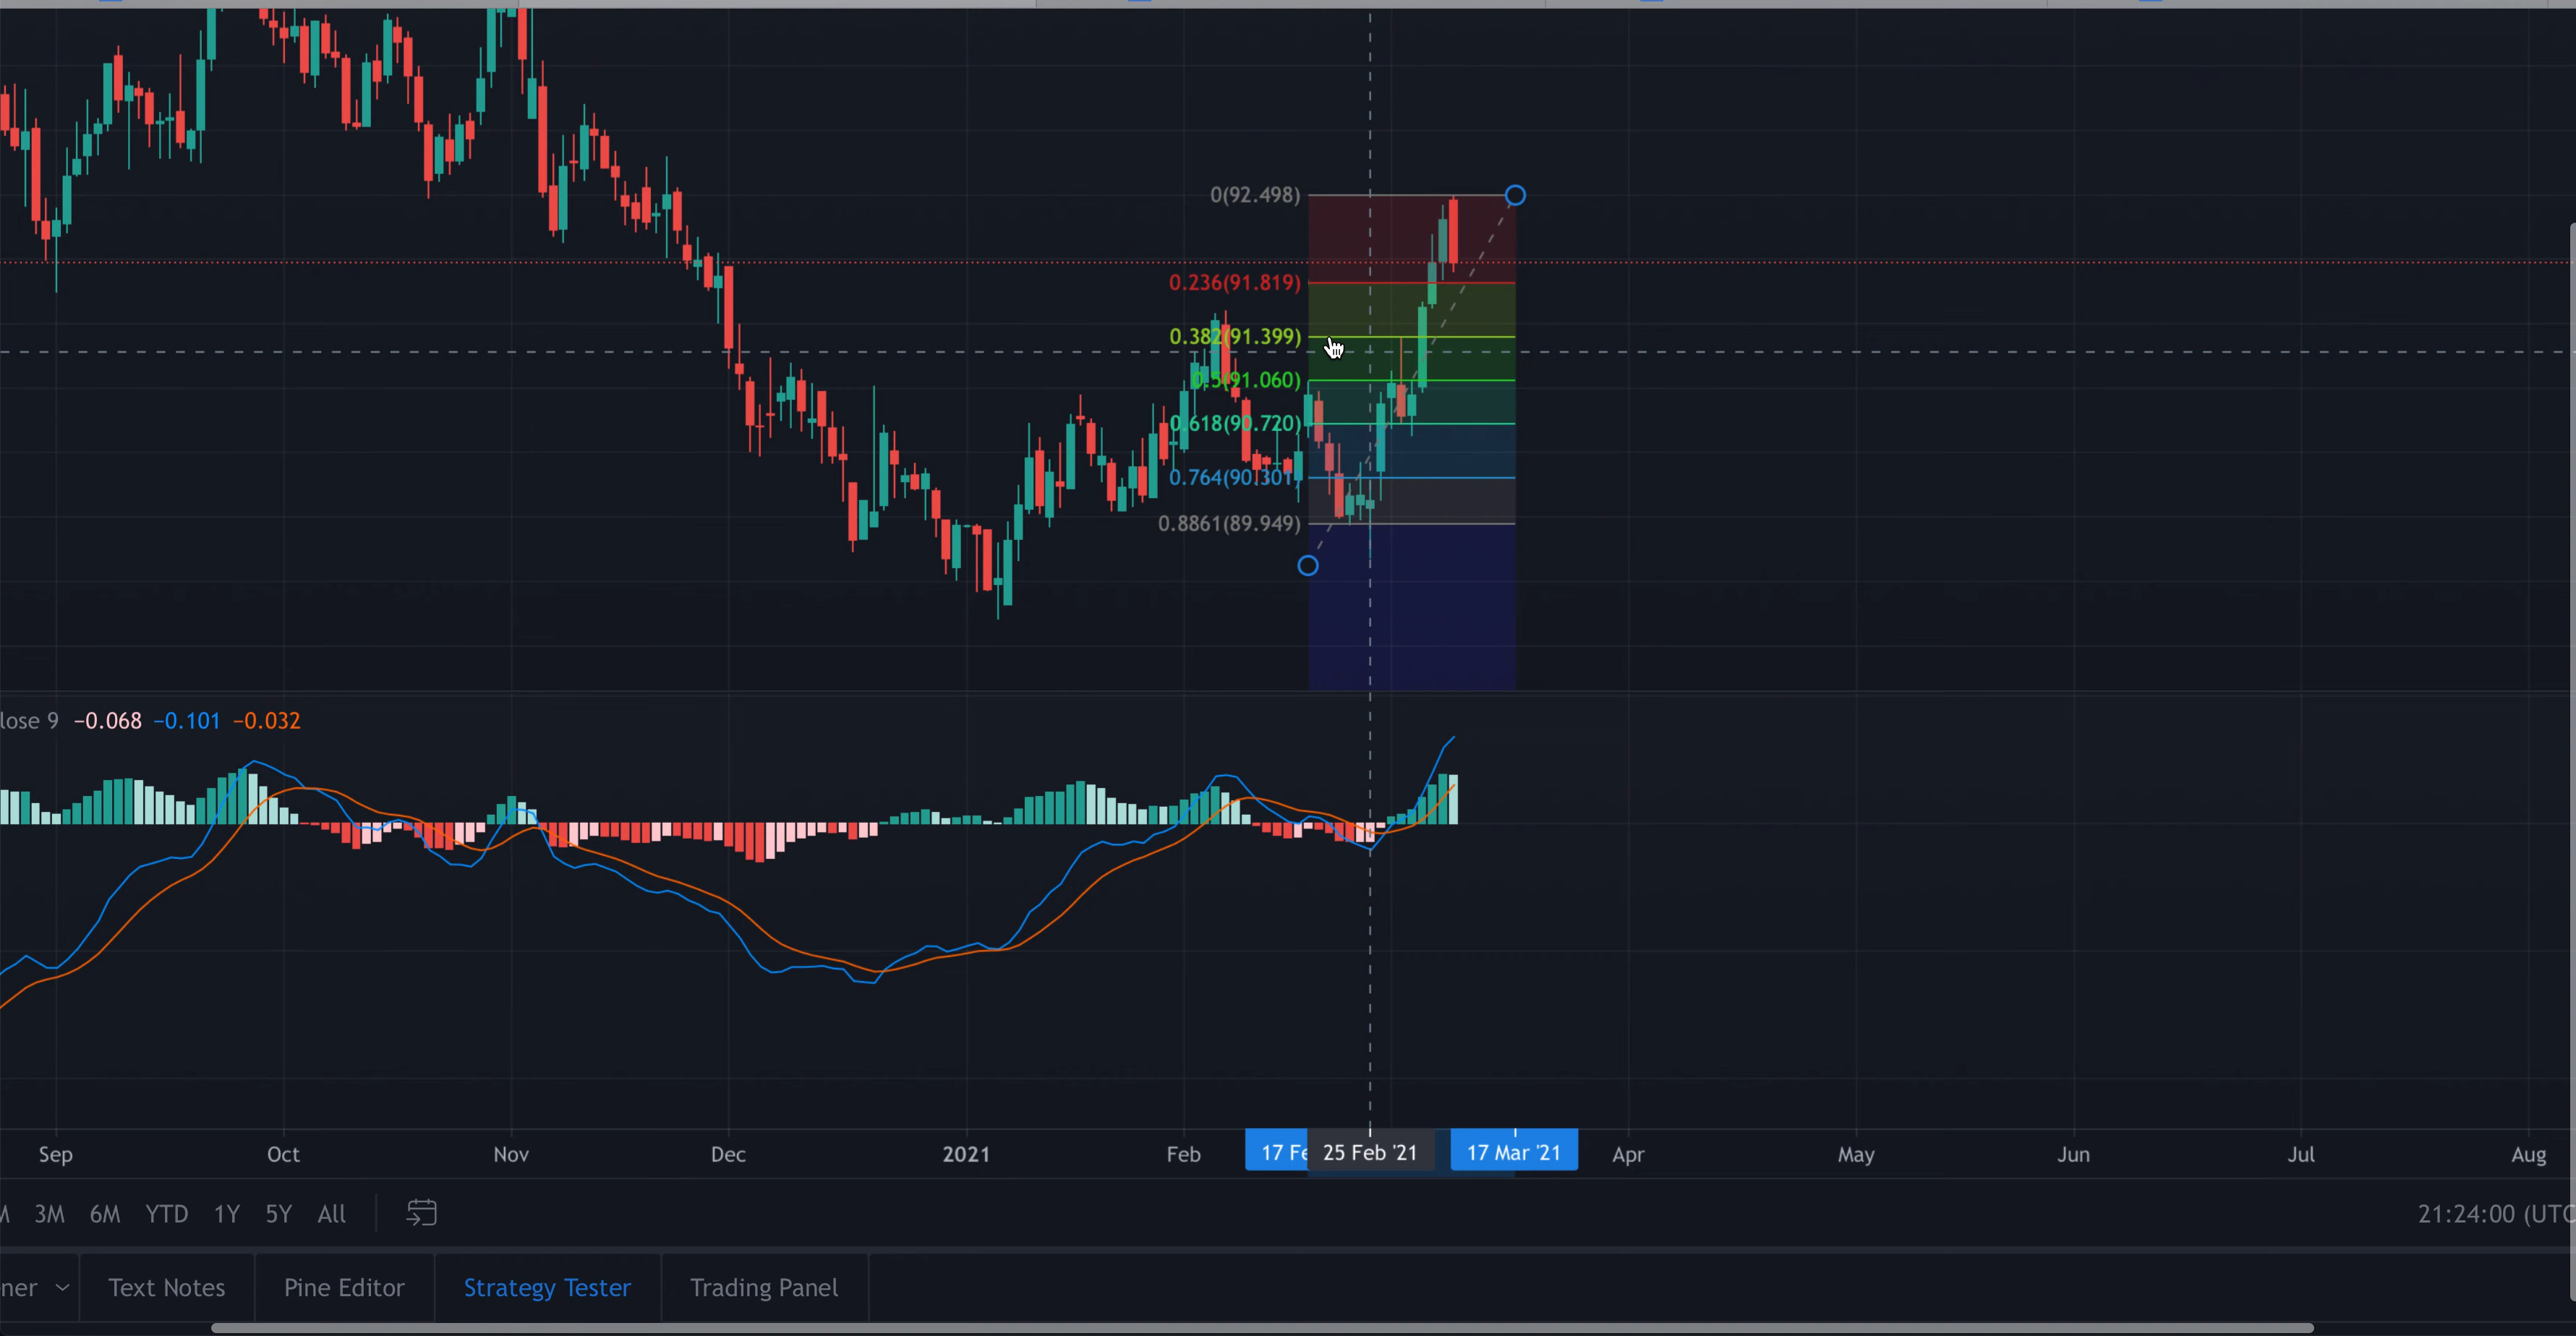 0(92.498)
0.236(91.819)
0.382(91.399)
0.5(91.060)
0.618(90.720)
0.764(90.301)
0.8861(89.949)
lose 9 −0.068 −0.101 −0.032
Sep Oct Nov Dec 2021 Feb 17 Fe 25 Feb '21 17 Mar '21 Apr May Jun Jul Aug
M 3M 6M YTD 1Y 5Y All 21:24:00 (UTC
ner Text Notes Pine Editor Strategy Tester Trading Panel